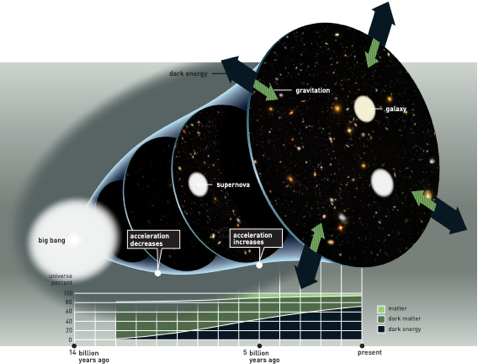 dark energy
gravitation
galaxy
supernova
big bang
acceleration
decreases
acceleration
increases
universe
percent
100
80
60
40
20
0
matter
dark matter
dark energy
14 billion
years ago
5 billion
years ago
present